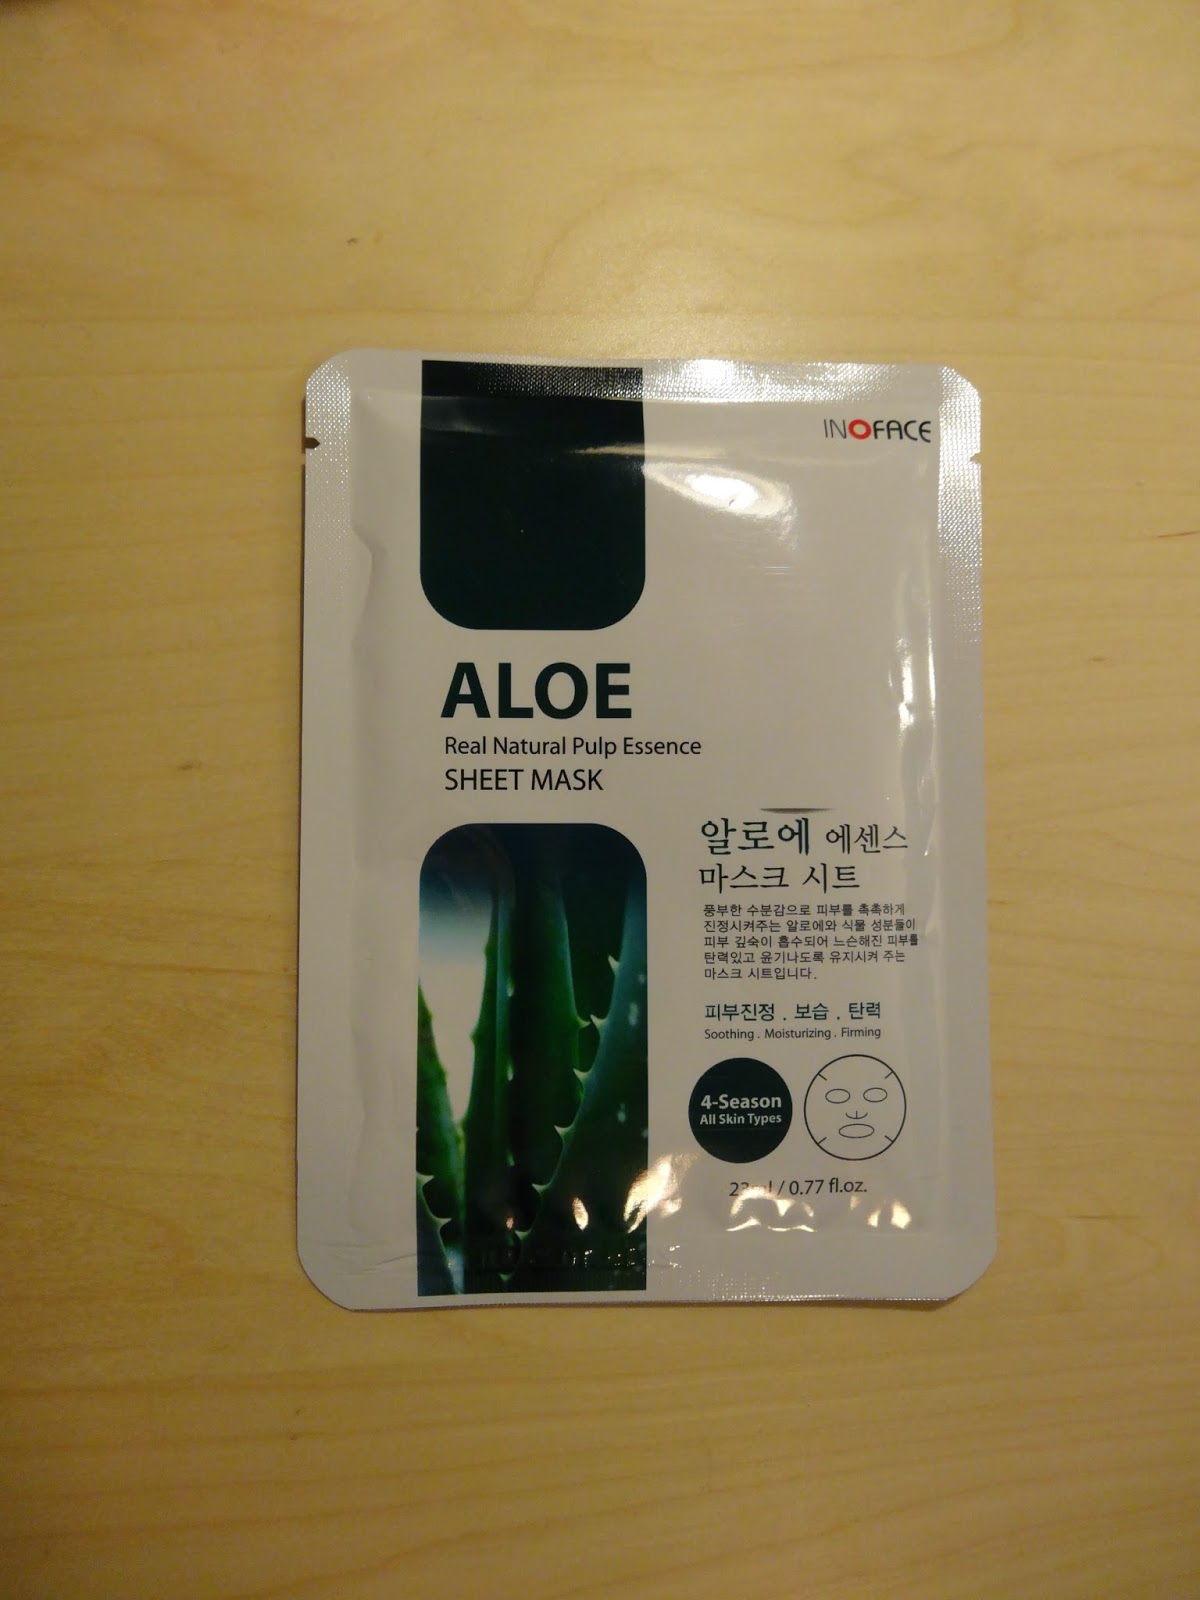 INOFACE
ALOE
Real Natural Pulp Essence
SHEET MASK
알로에 에센스
마스크 시트
풍부한 수분감으로 피부를 촉촉하게
진정시켜주는 알로에와 식물 성분들이
피부 깊숙이 흡수되어 느슨해진 피부를
탄력있고 윤기나도록 유지시켜 주는
마스크 시트입니다.
피부진정 . 보습 . 탄력
Soothing . Moisturizing . Firming
4-Season
All Skin Types
/ 0.77 fl.oz.